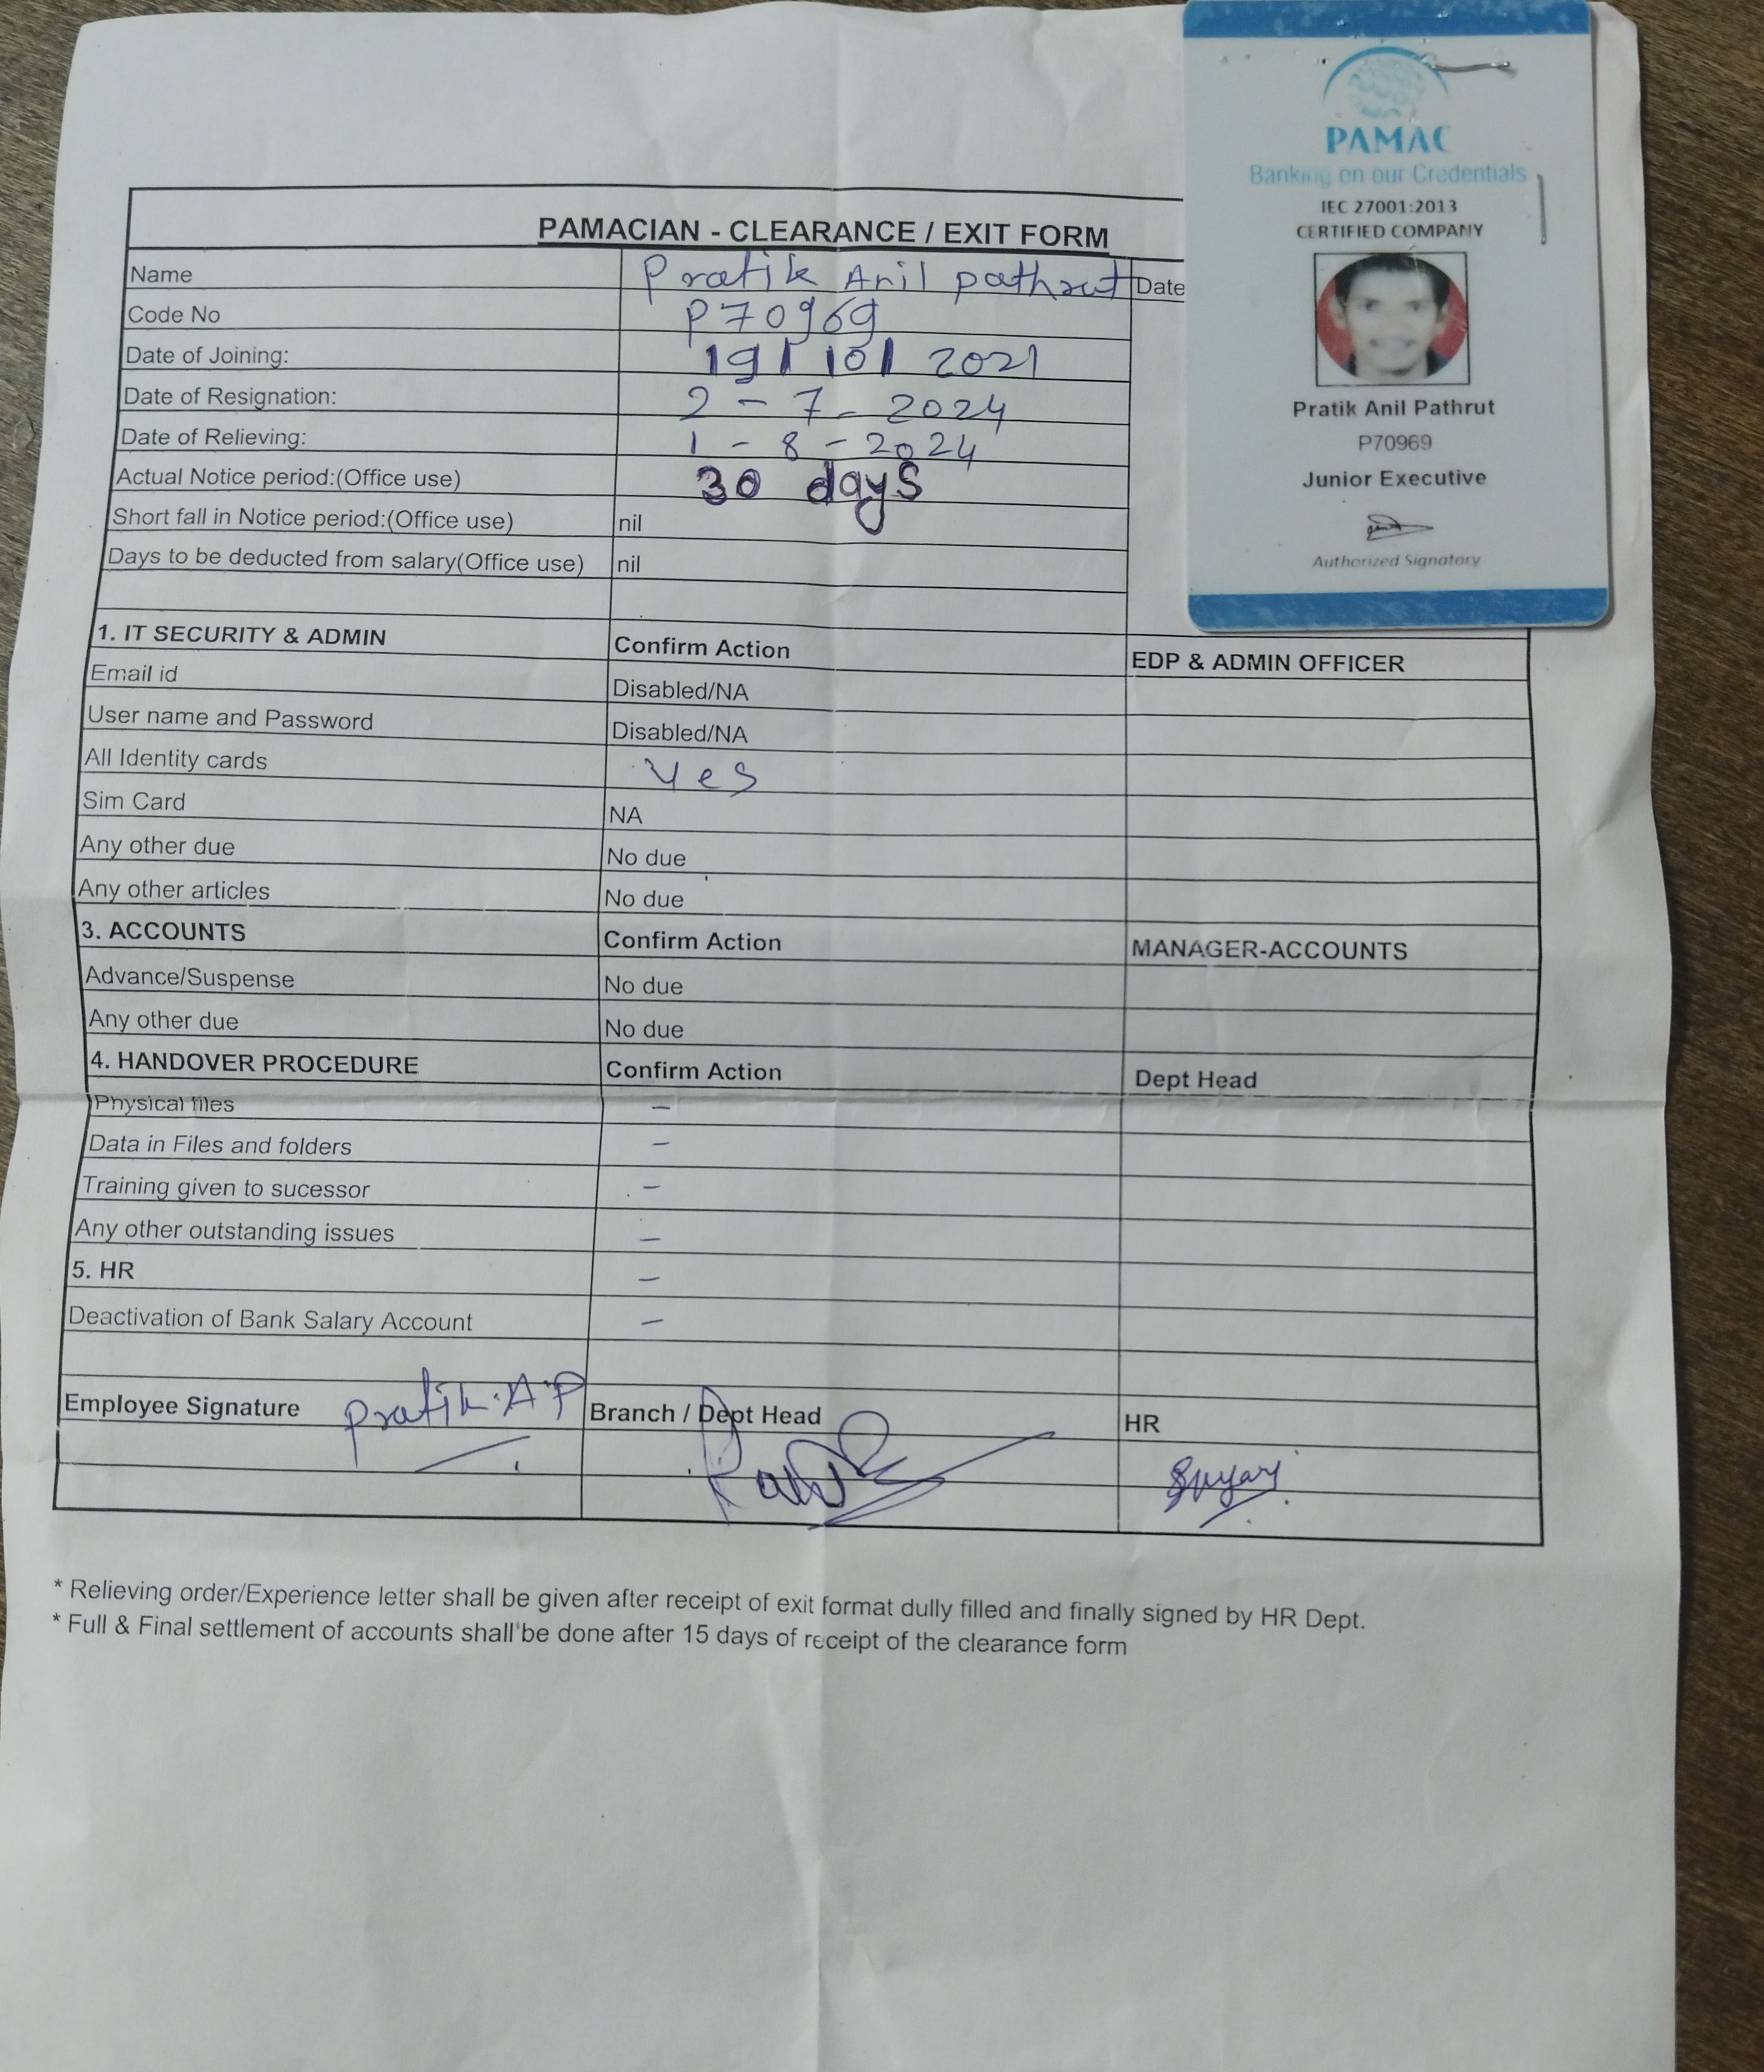 PAMAC
Banking on our Credentials
IEC 27001:2013
CERTIFIED COMPANY
Pratik Anil Pathrut
P70969
Junior Executive
Authorized Signatory
PAMACIAN - CLEARANCE / EXIT FORM
Name Pratik Anil pathrut Date
Code No P70969
Date of Joining: 19/10/2021
Date of Resignation: 2-7-2024
Date of Relieving: 1-8-2024
Actual Notice period:(Office use) 30 days
Short fall in Notice period:(Office use) nil
Days to be deducted from salary(Office use) nil
1. IT SECURITY & ADMIN Confirm Action EDP & ADMIN OFFICER
Email id Disabled/NA
User name and Password Disabled/NA
All Identity cards Yes
Sim Card NA
Any other due No due
Any other articles No due
3. ACCOUNTS Confirm Action MANAGER-ACCOUNTS
Advance/Suspense No due
Any other due No due
4. HANDOVER PROCEDURE Confirm Action Dept Head
Physical files –
Data in Files and folders –
Training given to sucessor –
Any other outstanding issues –
5. HR –
Deactivation of Bank Salary Account –
Employee Signature Pratik.A.P Branch / Dept Head HR
* Relieving order/Experience letter shall be given after receipt of exit format dully filled and finally signed by HR Dept.
* Full & Final settlement of accounts shall be done after 15 days of receipt of the clearance form